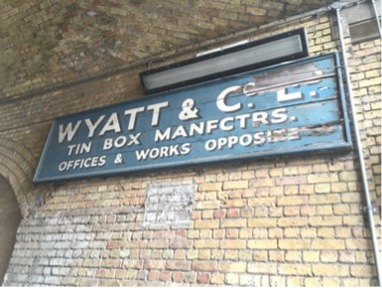 WYATT & C. L.
TIN BOX MANFCTRS.
OFFICES & WORKS OPPOSITE